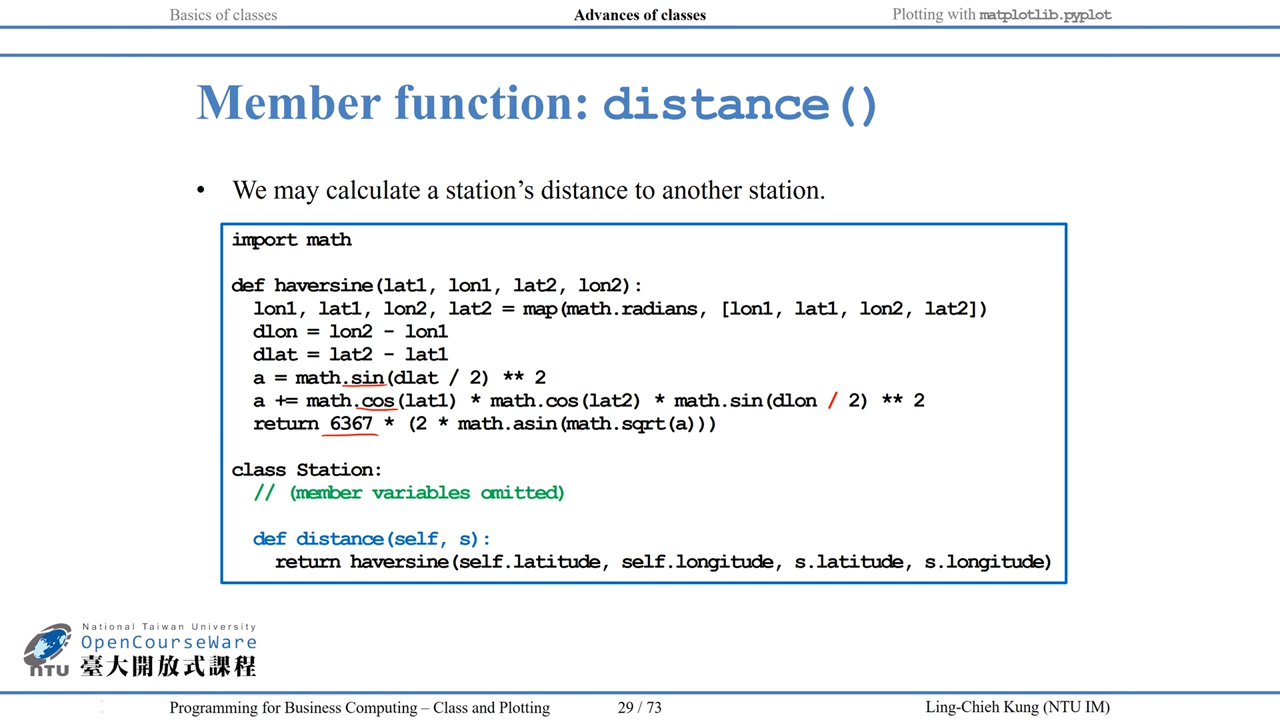 Basics of classes
Advances of classes
Plotting with matplotlib.pyplot
Member function: distance()
• We may calculate a station's distance to another station.
import math
def haversine(lat1, lon1, lat2, lon2):
lon1, lat1, lon2, lat2 = map(math.radians, [lon1, lat1, lon2, lat2])
dlon = lon2 - lon1
dlat = lat2 - lat1
a = math.sin(dlat / 2) ** 2
a += math.cos(lat1) * math.cos(lat2) * math.sin(dlon / 2) ** 2
return 6367 * (2 * math.asin(math.sqrt(a)))
class Station:
// (member variables omitted)
def distance(self, s):
return haversine(self.latitude, self.longitude, s.latitude, s.longitude)
National Taiwan University
OpenCourseWare
NTU 臺大開放式課程
Programming for Business Computing – Class and Plotting
29 / 73
Ling-Chieh Kung (NTU IM)